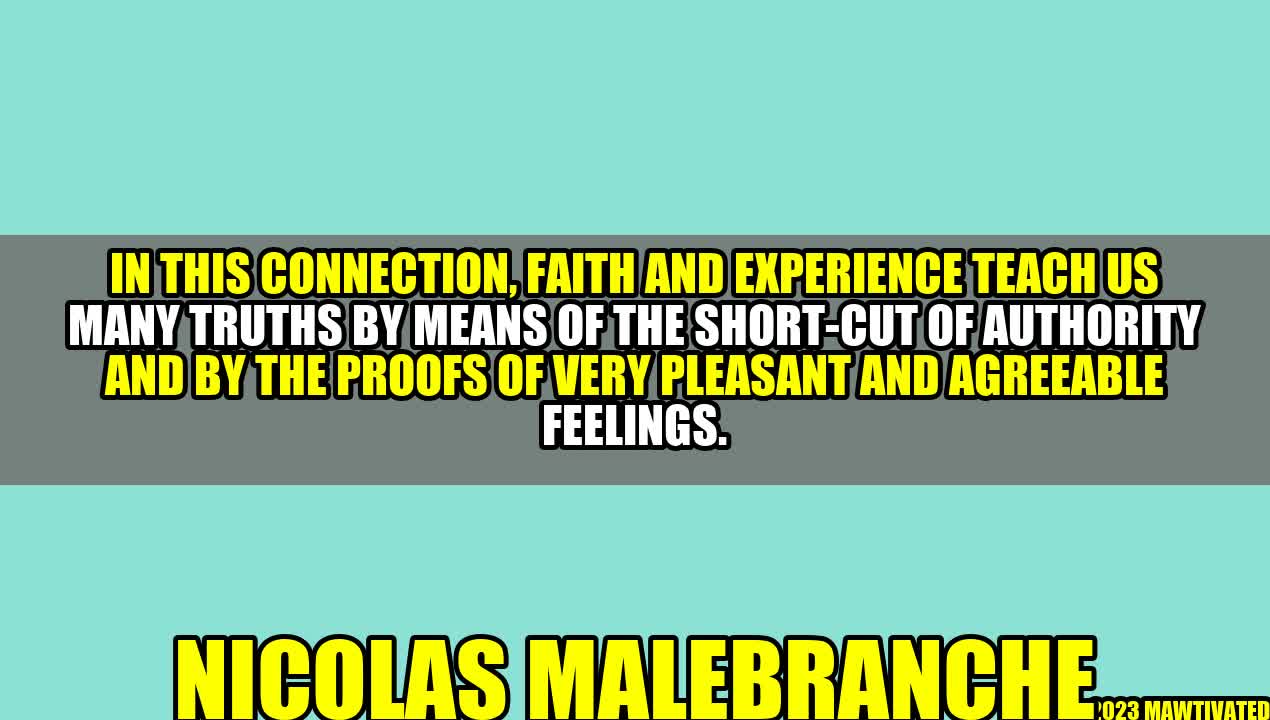 IN THIS CONNECTION, FAITH AND EXPERIENCE TEACH US
MANY TRUTHS BY MEANS OF THE SHORT-CUT OF AUTHORITY
AND BY THE PROOFS OF VERY PLEASANT AND AGREEABLE
FEELINGS.
NICOLAS MALEBRANCHE
2023 MAWTIVATED